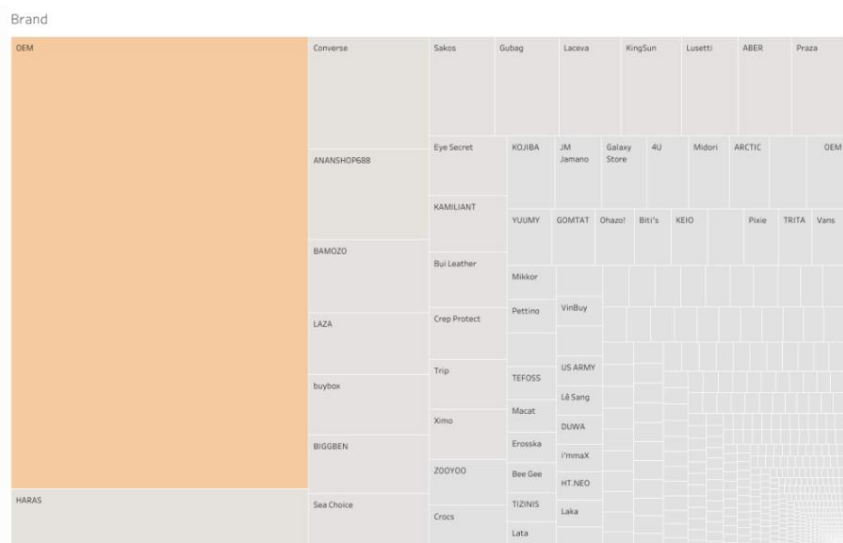 Brand
OEM
HARAS
Converse
ANANSHOP688
BAMOZO
LAZA
buybox
BIGGBEN
Sea Choice
Sakos
Gubag
Laceva
KingSun
Lusetti
ABER
Praza
Eye Secret
KAMILIANT
Bui Leather
Crep Protect
Trip
Ximo
ZOOYOO
Crocs
KOJIBA
JM
Jamano
Galaxy
Store
4U
Midori
ARCTIC
OEM
YUUMY
GOMTAT
Ohazo!
Biti's
KEIO
Pixie
TRITA
Vans
Mikkor
Pettino
TEFOSS
Macat
Erosska
Bee Gee
TIZINIS
Lata
VinBuy
US ARMY
Lê Sang
DUWA
i'mmaX
HT.NEO
Laka